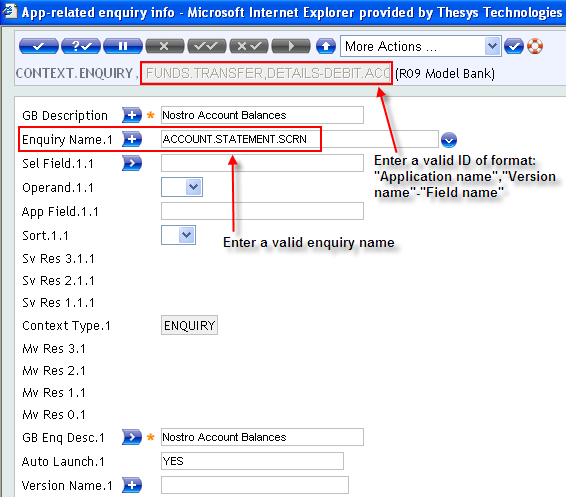 App-related enquiry info - Microsoft Internet Explorer provided by Thesys Technologies
More Actions ...
CONTEXT.ENQUIRY, FUNDS.TRANSFER,DETAILS-DEBIT.ACC (R09 Model Bank)
GB Description * Nostro Account Balances
Enquiry Name.1 ACCOUNT.STATEMENT.SCRN
Enter a valid ID of format:
"Application name","Version
name"-"Field name"
Sel Field.1.1
Operand.1.1
App Field.1.1
Sort.1.1
Enter a valid enquiry name
Sv Res 3.1.1
Sv Res 2.1.1
Sv Res 1.1.1
Context Type.1 ENQUIRY
Mv Res 3.1
Mv Res 2.1
Mv Res 1.1
Mv Res 0.1
GB Enq Desc.1 * Nostro Account Balances
Auto Launch.1 YES
Version Name.1